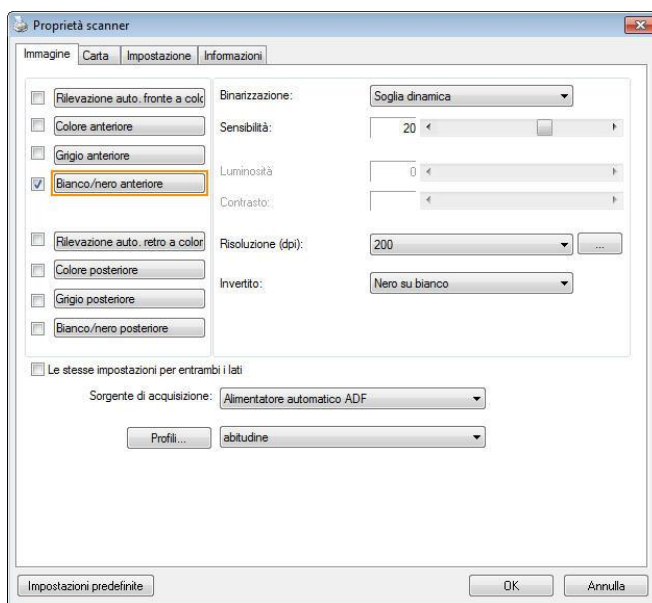 Proprietà scanner
Immagine Carta Impostazione Informazioni
Rilevazione auto. fronte a colo
Binarizzazione: Soglia dinamica
Colore anteriore
Sensibilità: 20
Grigio anteriore
Luminosità 0
Bianco/nero anteriore
Contrasto:
Rilevazione auto. retro a color
Risoluzione (dpi): 200 ...
Colore posteriore
Invertito: Nero su bianco
Grigio posteriore
Bianco/nero posteriore
Le stesse impostazioni per entrambi i lati
Sorgente di acquisizione: Alimentatore automatico ADF
Profili... abitudine
Impostazioni predefinite OK Annulla